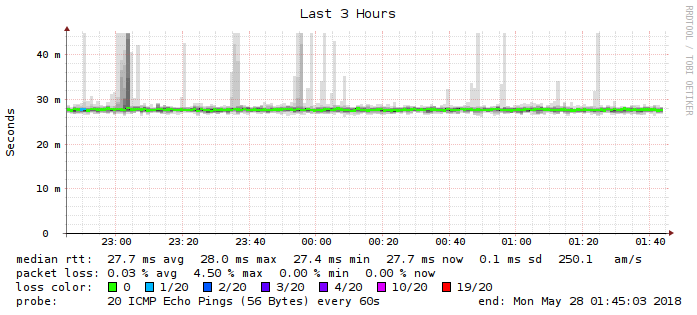 Last 3 Hours
RRDTOOL / TOBI OETIKER
Seconds
40 m
30 m
20 m
10 m
0
23:00 23:20 23:40 00:00 00:20 00:40 01:00 01:20 01:40
median rtt: 27.7 ms avg 28.0 ms max 27.4 ms min 27.7 ms now 0.1 ms sd 250.1 am/s
packet loss: 0.03 % avg 4.50 % max 0.00 % min 0.00 % now
loss color: 0 1/20 2/20 3/20 4/20 10/20 19/20
probe: 20 ICMP Echo Pings (56 Bytes) every 60s end: Mon May 28 01:45:03 2018